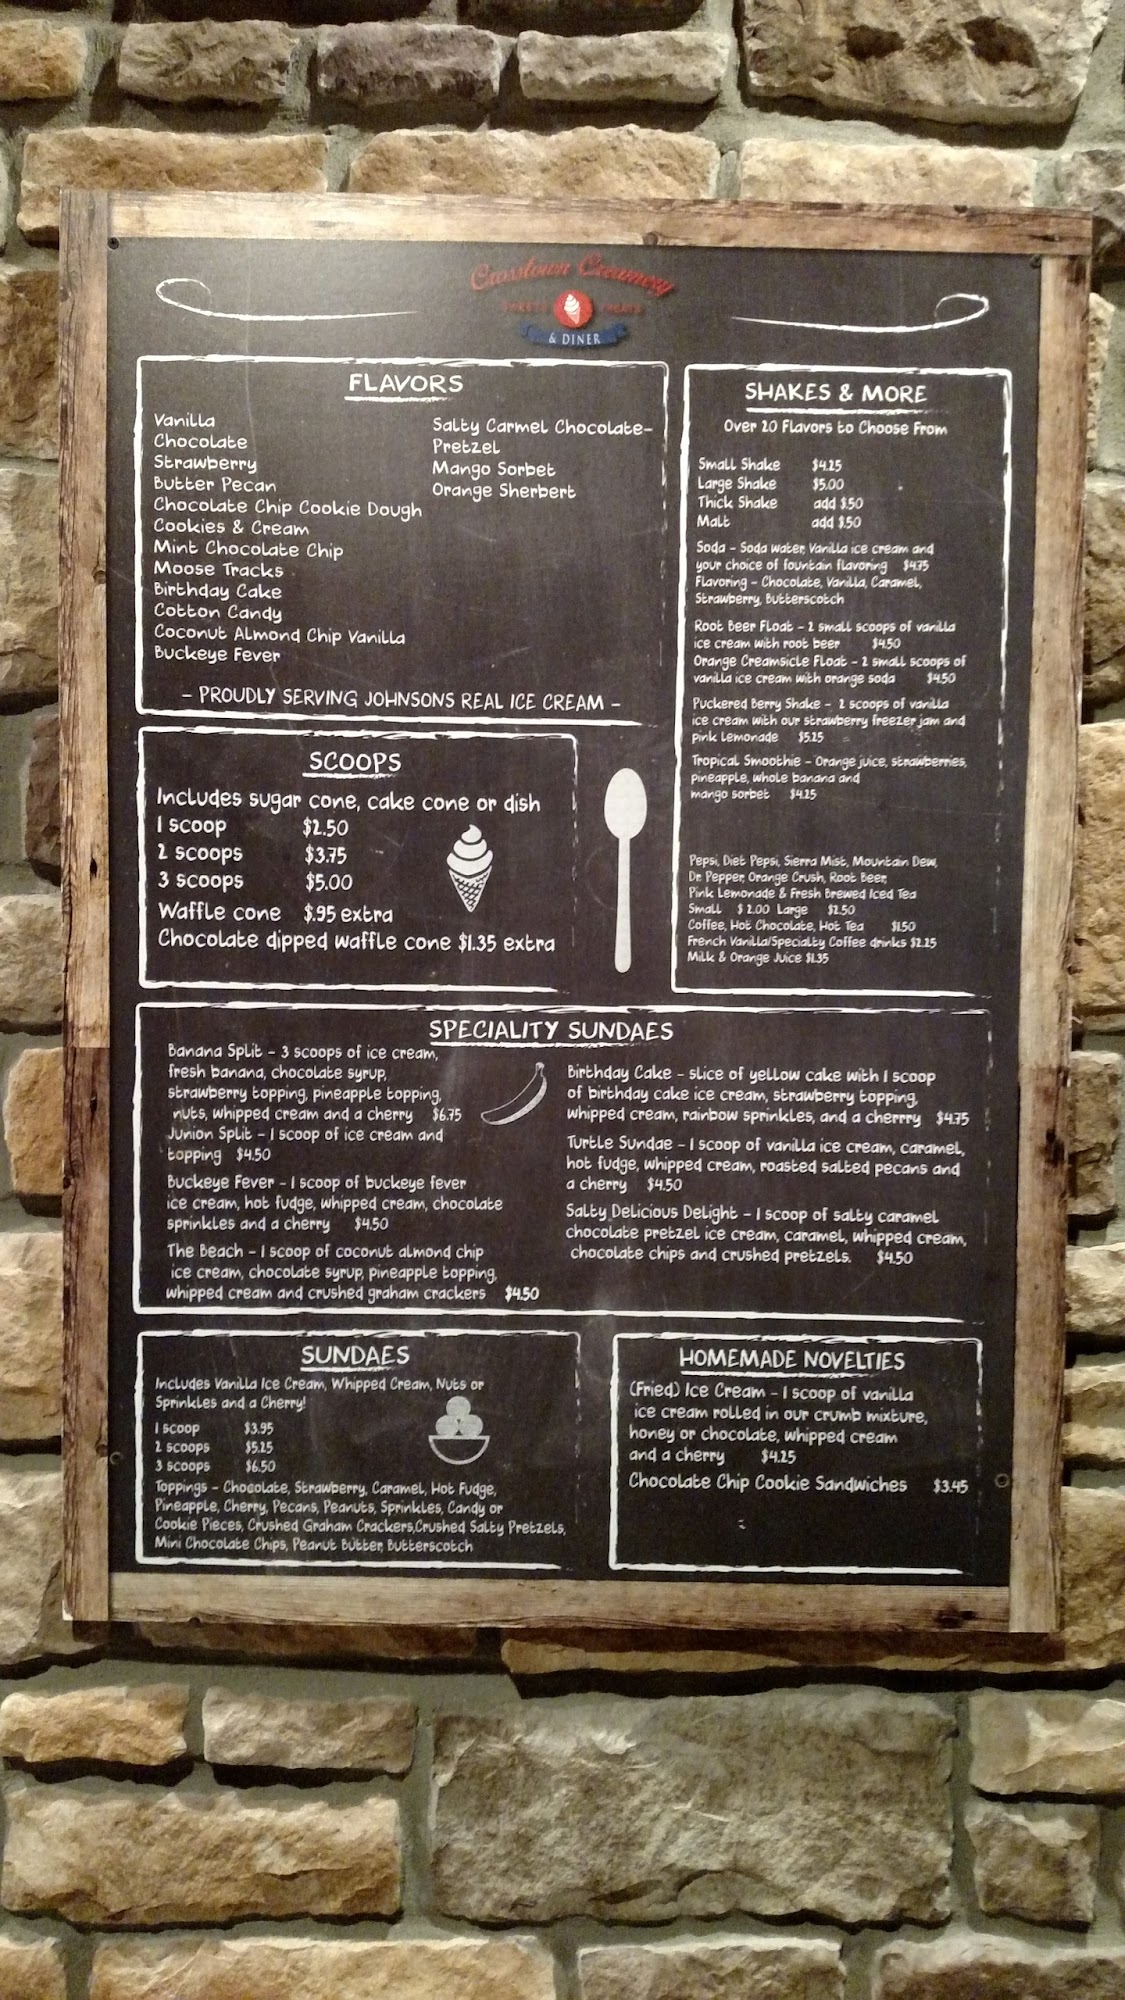 Crosstown Creamery
& DINER
FLAVORS
Vanilla
Chocolate
Strawberry
Butter Pecan
Chocolate Chip Cookie Dough
Cookies & Cream
Mint Chocolate Chip
Moose Tracks
Birthday Cake
Cotton Candy
Coconut Almond Chip Vanilla
Buckeye Fever
Salty Carmel Chocolate-
Pretzel
Mango Sorbet
Orange Sherbert
- PROUDLY SERVING JOHNSONS REAL ICE CREAM -
SHAKES & MORE
Over 20 Flavors to Choose From
Small Shake $4.25
Large Shake $5.00
Thick Shake add $.50
Malt add $.50
Soda - Soda water, Vanilla ice cream and
your choice of fountain flavoring $4.75
Flavoring - Chocolate, Vanilla, Caramel,
Strawberry, Butterscotch
Root Beer Float - 2 small scoops of vanilla
ice cream with root beer $4.50
Orange Creamsicle Float - 2 small scoops of
vanilla ice cream with orange soda $4.50
Puckered Berry Shake - 2 scoops of vanilla
ice cream with our strawberry freezer jam and
pink lemonade $5.25
Tropical Smoothie - Orange juice, strawberries,
pineapple, whole banana and
mango sorbet $4.25
Pepsi, Diet Pepsi, Sierra Mist, Mountain Dew,
Dr. Pepper, Orange Crush, Root Beer,
Pink Lemonade & Fresh Brewed Iced Tea
Small $ 2.00 Large $2.50
Coffee, Hot Chocolate, Hot Tea $1.50
French Vanilla/Specialty Coffee drinks $2.25
Milk & Orange Juice $1.35
SCOOPS
Includes sugar cone, cake cone or dish
1 scoop $2.50
2 scoops $3.75
3 scoops $5.00
Waffle cone $.95 extra
Chocolate dipped waffle cone $1.35 extra
SPECIALITY SUNDAES
Banana Split - 3 scoops of ice cream,
fresh banana, chocolate syrup,
strawberry topping, pineapple topping,
nuts, whipped cream and a cherry $6.75
Junion Split - 1 scoop of ice cream and
topping $4.50
Buckeye Fever - 1 scoop of buckeye fever
ice cream, hot fudge, whipped cream, chocolate
sprinkles and a cherry $4.50
The Beach - 1 scoop of coconut almond chip
ice cream, chocolate syrup, pineapple topping,
whipped cream and crushed graham crackers $4.50
Birthday Cake - slice of yellow cake with 1 scoop
of birthday cake ice cream, strawberry topping,
whipped cream, rainbow sprinkles, and a cherrry $4.75
Turtle Sundae - 1 scoop of vanilla ice cream, caramel,
hot fudge, whipped cream, roasted salted pecans and
a cherry $4.50
Salty Delicious Delight - 1 scoop of salty caramel
chocolate pretzel ice cream, caramel, whipped cream,
chocolate chips and crushed pretzels. $4.50
SUNDAES
Includes Vanilla Ice Cream, Whipped Cream, Nuts or
Sprinkles and a Cherry!
1 scoop $3.95
2 scoops $5.25
3 scoops $6.50
Toppings - Chocolate, Strawberry, Caramel, Hot Fudge,
Pineapple, Cherry, Pecans, Peanuts, Sprinkles, Candy or
Cookie Pieces, Crushed Graham Crackers,Crushed Salty Pretzels,
Mini Chocolate Chips, Peanut Butter, Butterscotch
HOMEMADE NOVELTIES
(Fried) Ice Cream - 1 scoop of vanilla
ice cream rolled in our crumb mixture,
honey or chocolate, whipped cream
and a cherry $4.25
Chocolate Chip Cookie Sandwiches $3.45